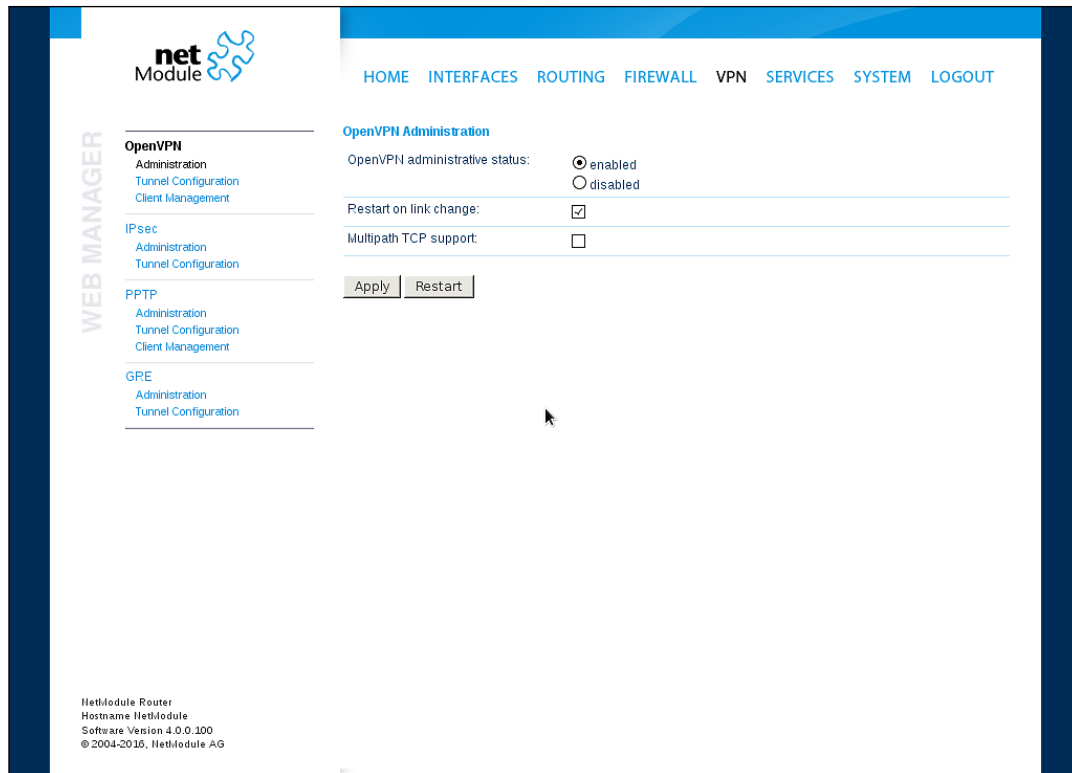 net
Module
HOME INTERFACES ROUTING FIREWALL VPN SERVICES SYSTEM LOGOUT
WEB MANAGER
OpenVPN
Administration
Tunnel Configuration
Client Management
IPsec
Administration
Tunnel Configuration
PPTP
Administration
Tunnel Configuration
Client Management
GRE
Administration
Tunnel Configuration
OpenVPN Administration
OpenVPN administrative status:
enabled
disabled
Restart on link change:
Multipath TCP support:
Apply Restart
NetModule Router
Hostname NetModule
Software Version 4.0.0.100
© 2004-2016, NetModule AG